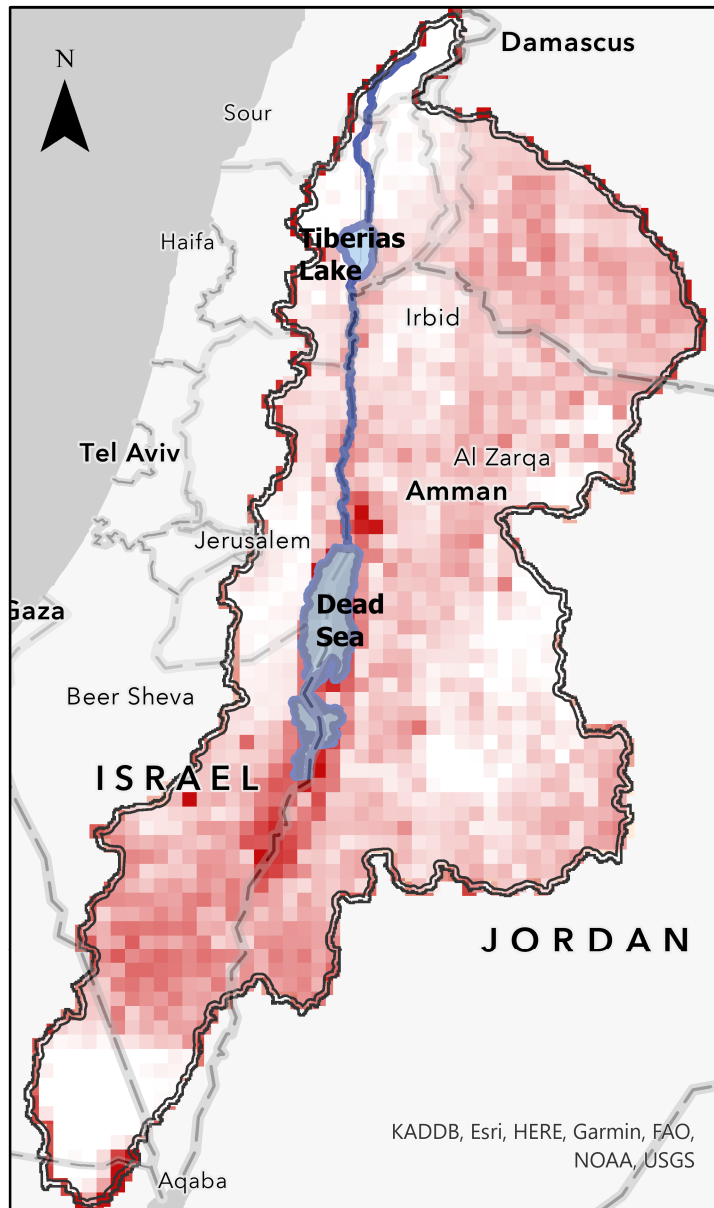 N
Damascus
Sour
Haifa
Tiberias
Lake
Irbid
Tel Aviv
Al Zarqa
Amman
Jerusalem
Dead
Sea
Gaza
Beer Sheva
ISRAEL
JORDAN
KADDB, Esri, HERE, Garmin, FAO,
NOAA, USGS
Aqaba